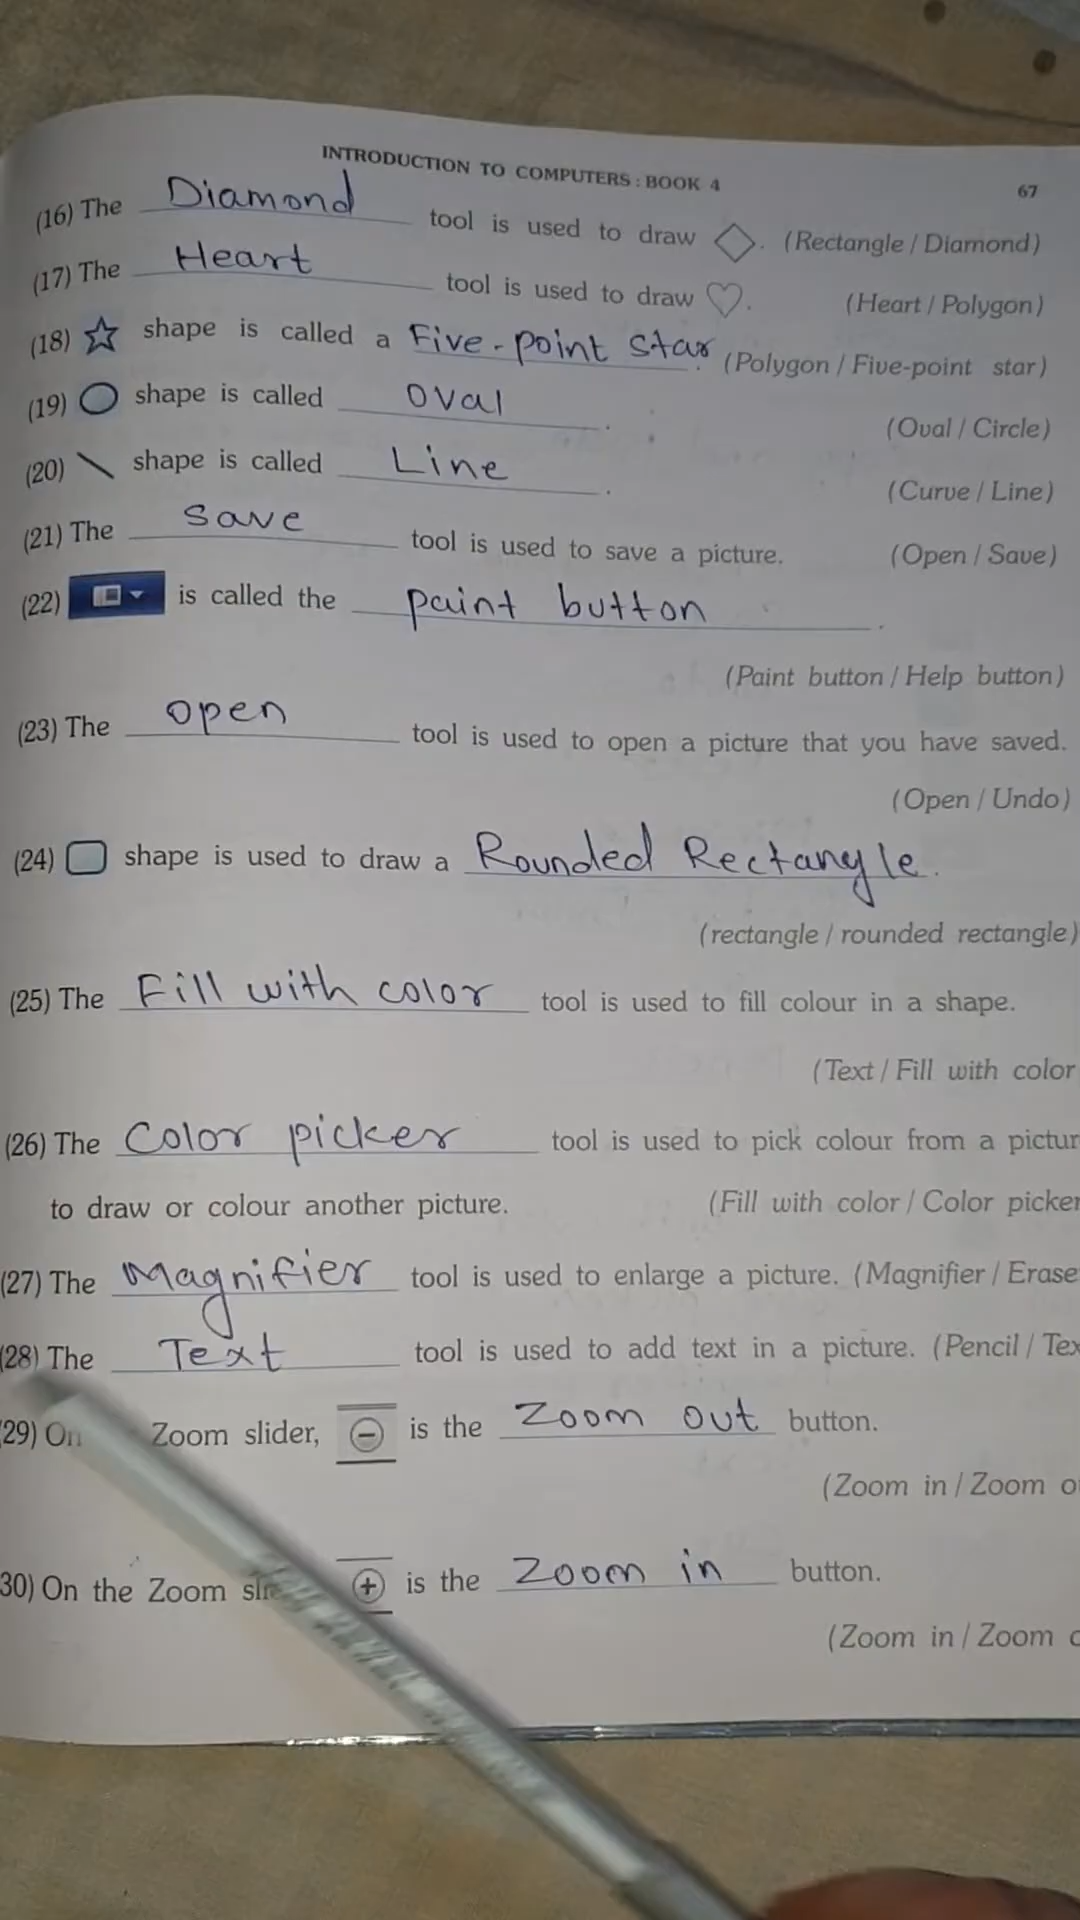 INTRODUCTION TO COMPUTERS : BOOK 4 67
(16) The Diamond tool is used to draw . (Rectangle / Diamond)
(17) The Heart tool is used to draw . (Heart / Polygon)
(18) shape is called a Five-point star. (Polygon / Five-point star)
(19) shape is called oval . (Oval / Circle)
(20) shape is called Line . (Curve / Line)
(21) The save tool is used to save a picture. (Open / Save)
(22) is called the paint button .
(Paint button / Help button)
(23) The open tool is used to open a picture that you have saved.
(Open / Undo)
(24) shape is used to draw a Rounded Rectangle.
(rectangle / rounded rectangle)
(25) The Fill with color tool is used to fill colour in a shape.
(Text / Fill with color
(26) The Color picker tool is used to pick colour from a pictur
to draw or colour another picture. (Fill with color / Color picker
(27) The Magnifier tool is used to enlarge a picture. (Magnifier / Erase
(28) The Text tool is used to add text in a picture. (Pencil / Tex
(29) On Zoom slider, is the Zoom out button.
(Zoom in / Zoom o
30) On the Zoom is the Zoom in button.
(Zoom in / Zoom